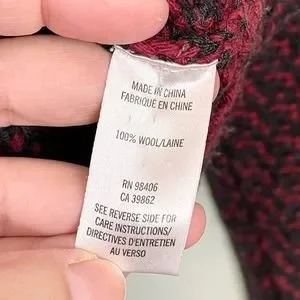 MADE IN CHINA
FABRIQUÉ EN CHINE
100% WOOL/LAINE
RN 98406
CA 39862
SEE REVERSE SIDE FOR
CARE INSTRUCTIONS/
DIRECTIVES D'ENTRETIEN
AU VERSO